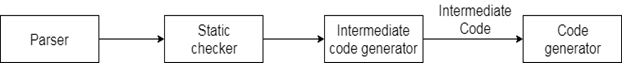 Parser
Static
checker
Intermediate
code generator
Intermediate
Code
Code
generator